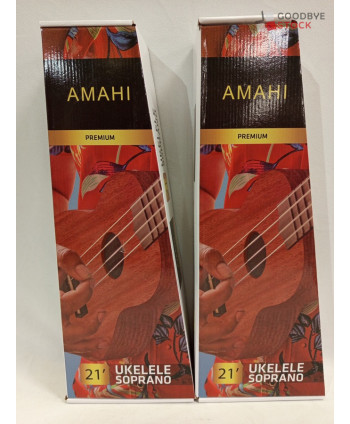 GOODBYE
STOCK
AMAHI
PREMIUM
21'
UKELELE
SOPRANO
AMAHI
PREMIUM
21'
UKELELE
SOPRANO